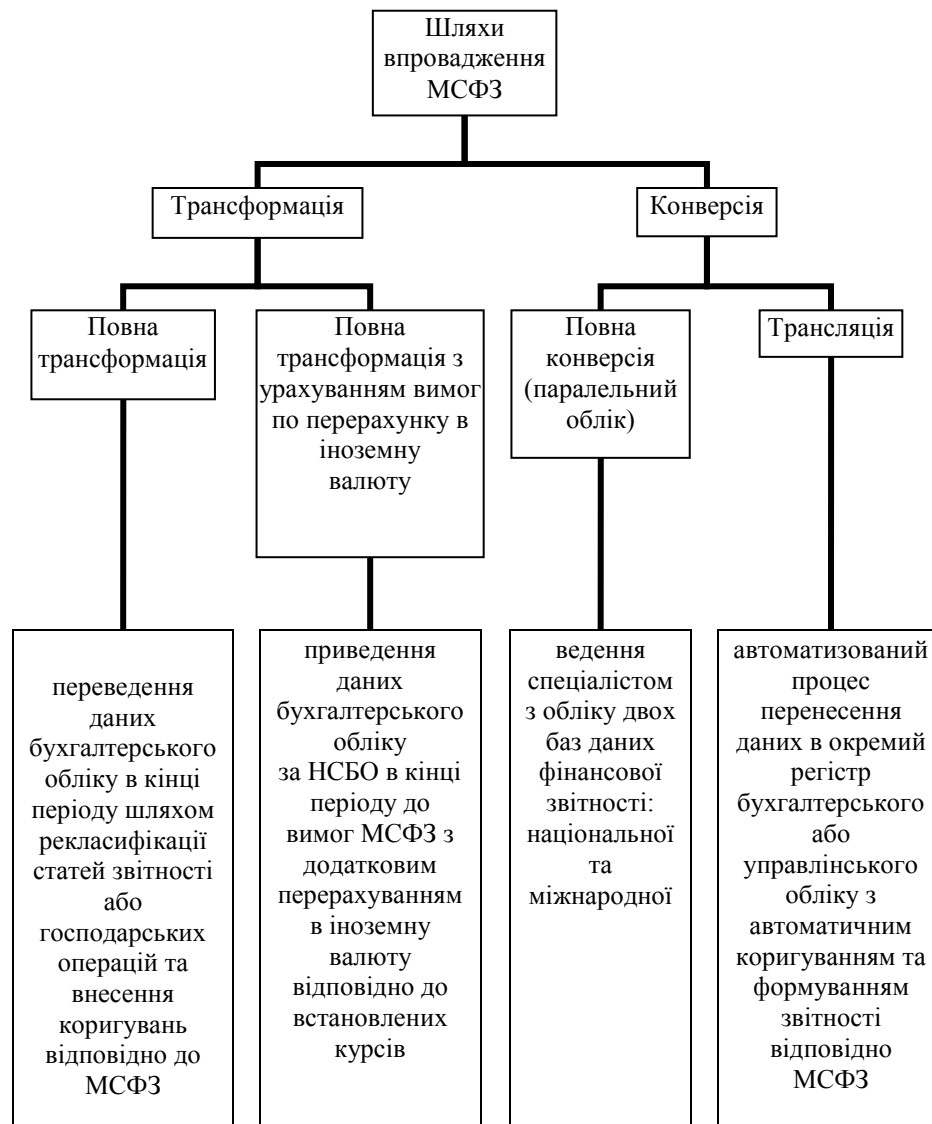 Шляхи
впровадження
МСФЗ
Трансформація
Конверсія
Повна
трансформація
Повна
трансформація з
урахуванням вимог
по перерахунку в
іноземну
валюту
Повна
конверсія
(паралельний
облік)
Трансляція
переведення
даних
бухгалтерського
обліку в кінці
періоду шляхом
рекласифікації
статей звітності
або
господарських
операцій та
внесення
коригувань
відповідно до
МСФЗ
приведення
даних
бухгалтерського
обліку
за НСБО в кінці
періоду до
вимог МСФЗ з
додатковим
перерахуванням
в іноземну
валюту
відповідно до
встановлених
курсів
ведення
спеціалістом
з обліку двох
баз даних
фінансової
звітності:
національної
та
міжнародної
автоматизований
процес
перенесення
даних в окремий
регістр
бухгалтерського
або
управлінського
обліку з
автоматичним
коригуванням та
формуванням
звітності
відповідно
МСФЗ